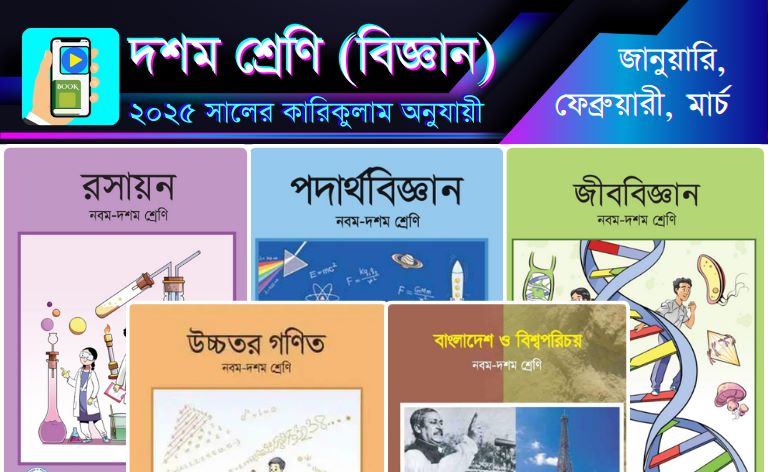 দশম শ্রেণি (বিজ্ঞান)
২০২৫ সালের কারিকুলাম অনুযায়ী
জানুয়ারি,
ফেব্রুয়ারী, মার্চ
BOOK
রসায়ন
নবম-দশম শ্রেণি
পদার্থবিজ্ঞান
নবম-দশম শ্রেণি
E=mc²
জীববিজ্ঞান
নবম-দশম শ্রেণি
উচ্চতর গণিত
নবম-দশম শ্রেণি
বাংলাদেশ ও বিশ্বপরিচয়
নবম-দশম শ্রেণি